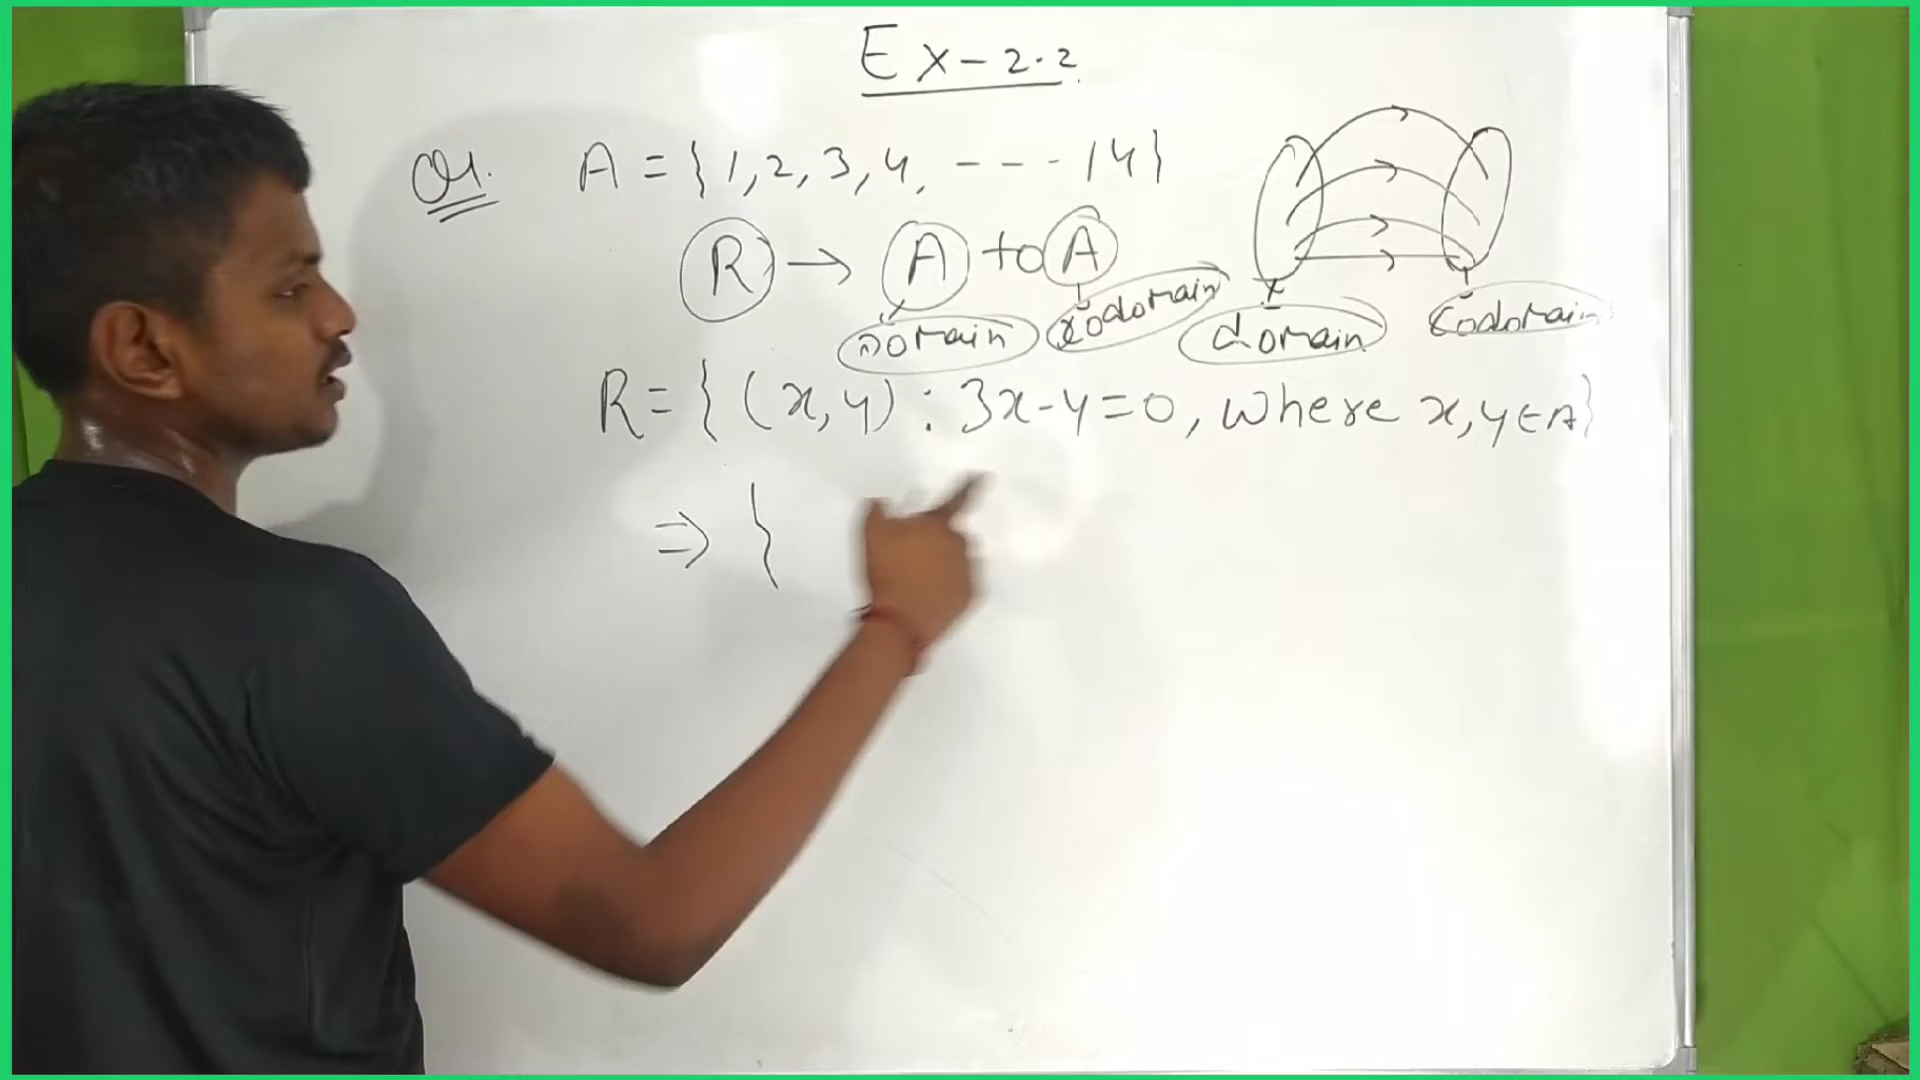 Ex-2.2
Q1. A = {1,2,3,4, ---- 14}
R → A to A
Domain codomain domain codomain
R = { (x,y) : 3x-y=0, where x,y∈A}
⇒ {